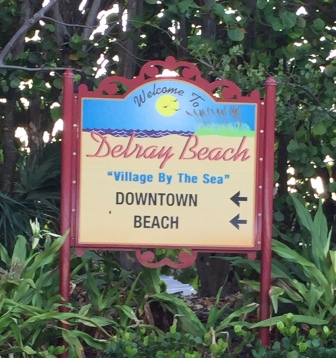 Welcome To
Delray Beach
"Village By The Sea"
DOWNTOWN
BEACH